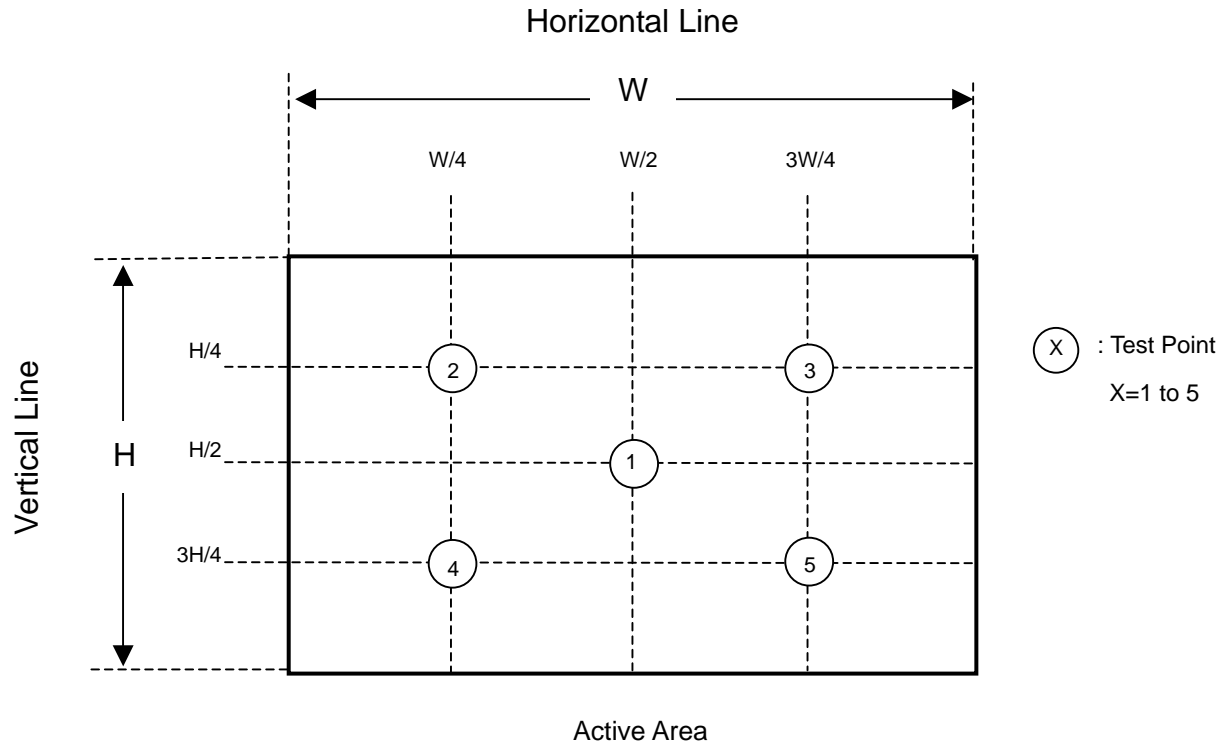 Horizontal Line
W
W/4 W/2 3W/4
H/4
2 3
: Test Point
X
X=1 to 5
Vertical Line
H
H/2
1
3H/4
4 5
Active Area